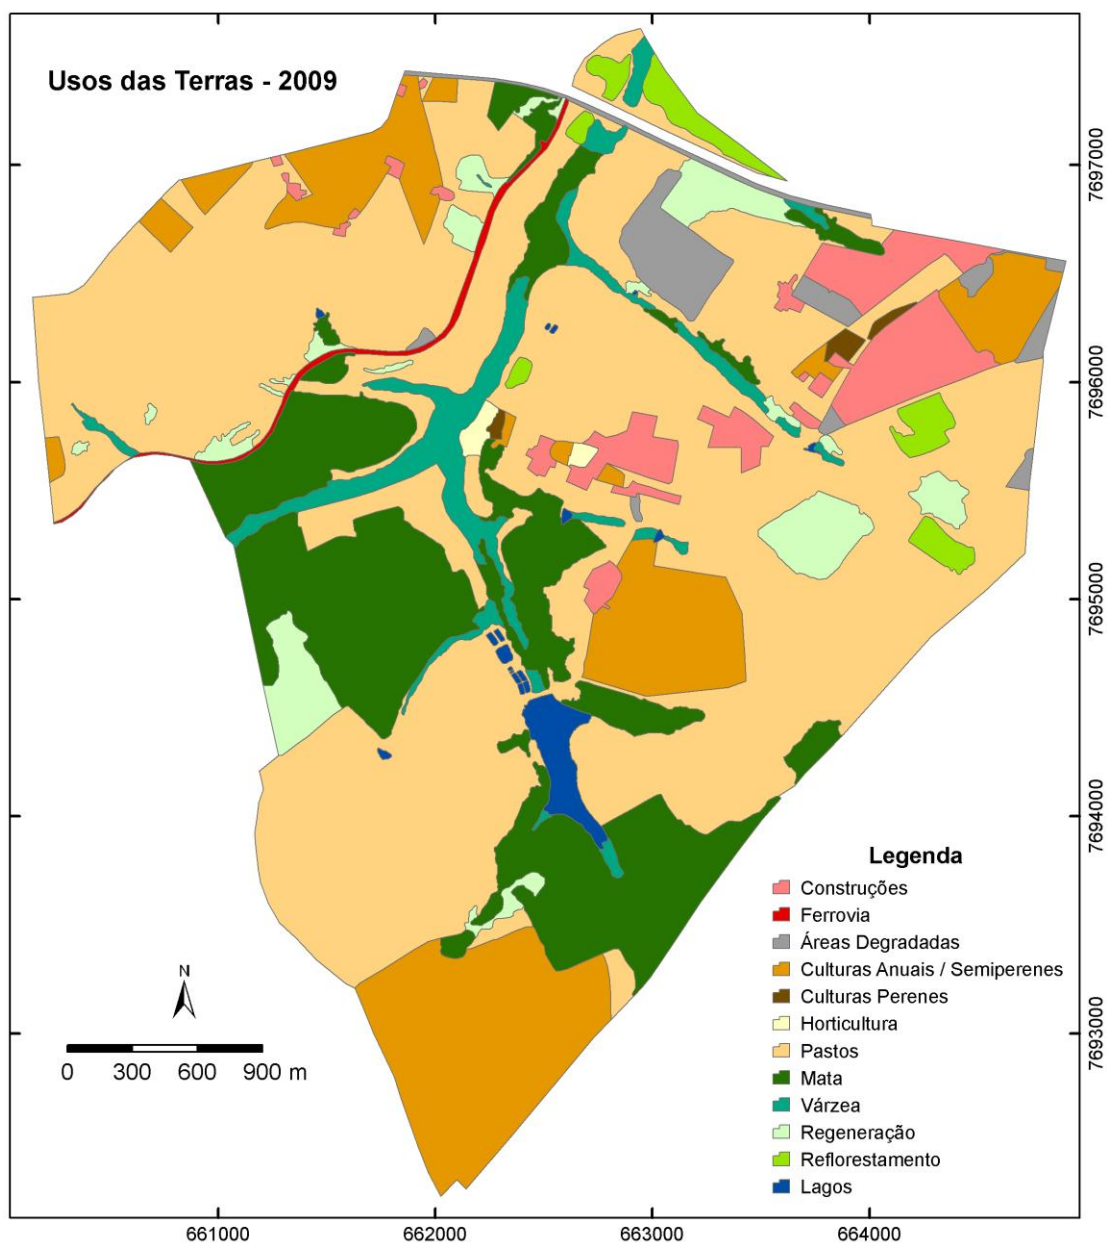 Usos das Terras - 2009
7697000
7696000
7695000
7694000
7693000
Legenda
Construções
Ferrovia
Áreas Degradadas
Culturas Anuais / Semiperenes
Culturas Perenes
Horticultura
Pastos
Mata
Várzea
Regeneração
Reflorestamento
Lagos
N
0 300 600 900 m
661000 662000 663000 664000